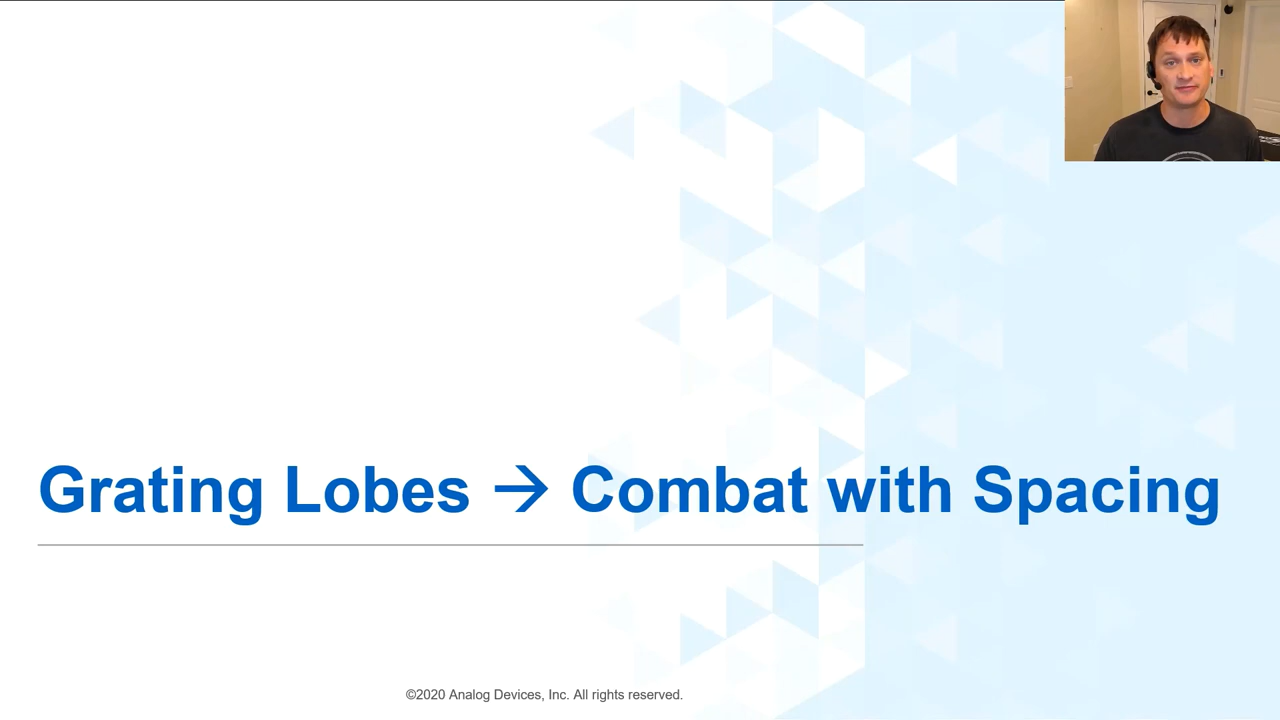 Grating Lobes → Combat with Spacing
©2020 Analog Devices, Inc. All rights reserved.